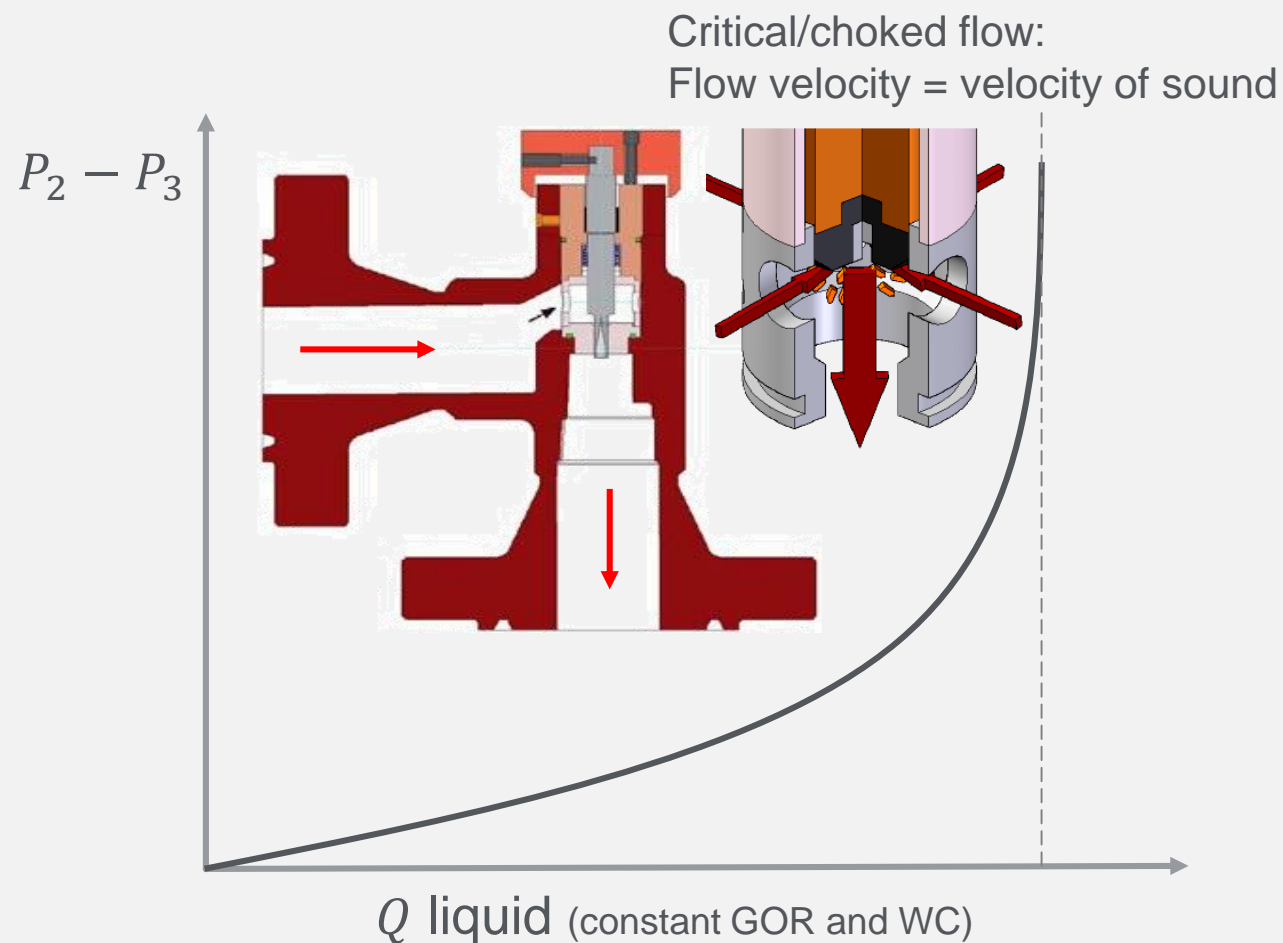 Critical/choked flow:
Flow velocity = velocity of sound
𝑃₂ − 𝑃₃
𝑄 liquid (constant GOR and WC)